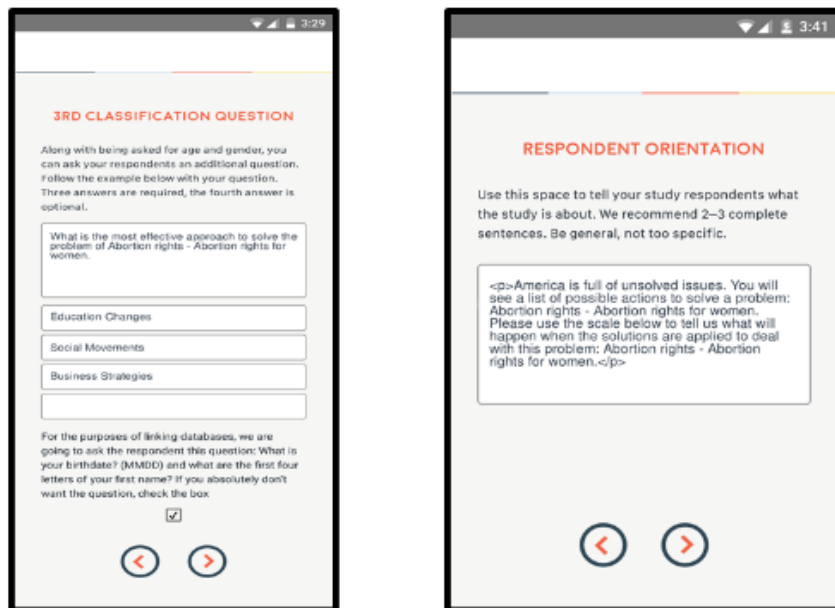 3:29
3RD CLASSIFICATION QUESTION
Along with being asked for age and gender, you
can ask your respondents an additional question.
Follow the example below with your question.
Three answers are required, the fourth answer is
optional.
What is the most effective approach to solve the
problem of Abortion rights - Abortion rights for
women.
Education Changes
Social Movements
Business Strategies
For the purposes of linking databases, we are
going to ask the respondent this question: What is
your birthdate? (MMDD) and what are the first four
letters of your first name? If you absolutely don't
want the question, check the box
3:41
RESPONDENT ORIENTATION
Use this space to tell your study respondents what
the study is about. We recommend 2–3 complete
sentences. Be general, not too specific.
<p>America is full of unsolved issues. You will
see a list of possible actions to solve a problem:
Abortion rights - Abortion rights for women.
Please use the scale below to tell us what will
happen when the solutions are applied to deal
with this problem: Abortion rights - Abortion
rights for women.</p>